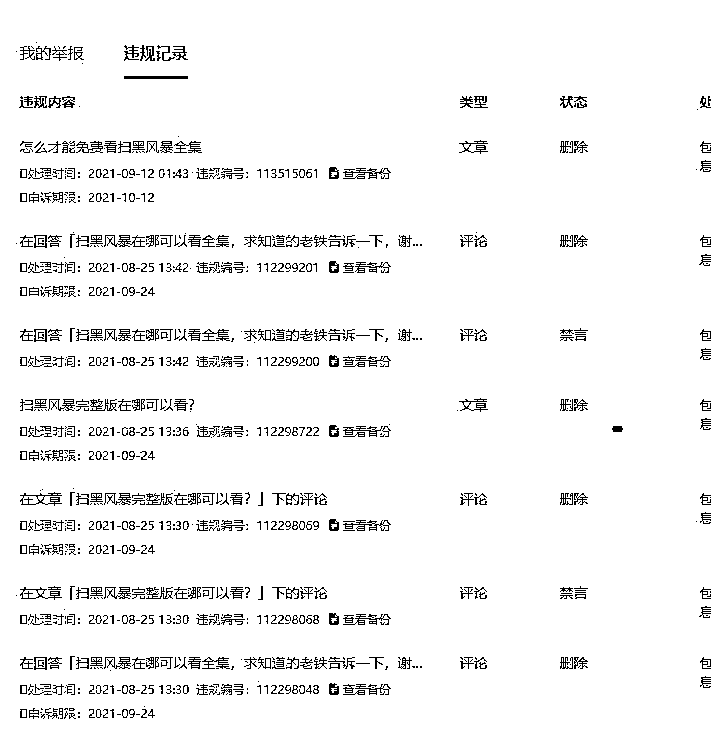 我的举报 违规记录
违规内容 类型 状态 处
怎么才能免费看扫黑风暴全集 文章 删除 包
处理时间：2021-09-12 01:43 违规编号：113515061 查看备份 息
申诉期限：2021-10-12
在回答「扫黑风暴在哪可以看全集，求知道的老铁告诉一下，谢... 评论 删除 包
处理时间：2021-08-25 13:42 违规编号：112299201 查看备份 息
申诉期限：2021-09-24
在回答「扫黑风暴在哪可以看全集，求知道的老铁告诉一下，谢... 评论 禁言 包
处理时间：2021-08-25 13:42 违规编号：112299200 查看备份 息
扫黑风暴完整版在哪可以看？ 文章 删除 包
处理时间：2021-08-25 13:36 违规编号：112298722 查看备份 息
申诉期限：2021-09-24
在文章「扫黑风暴完整版在哪可以看？」下的评论 评论 删除 包
处理时间：2021-08-25 13:30 违规编号：112298069 查看备份 息
申诉期限：2021-09-24
在文章「扫黑风暴完整版在哪可以看？」下的评论 评论 禁言 包
处理时间：2021-08-25 13:30 违规编号：112298068 查看备份 息
在回答「扫黑风暴在哪可以看全集，求知道的老铁告诉一下，谢... 评论 删除 包
处理时间：2021-08-25 13:30 违规编号：112298048 查看备份 息
申诉期限：2021-09-24